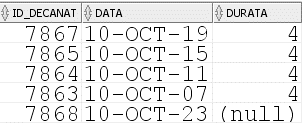 ID_DECANAT DATA DURATA
7867 10-OCT-19 4
7865 10-OCT-15 4
7864 10-OCT-11 4
7863 10-OCT-07 4
7868 10-OCT-23 (null)